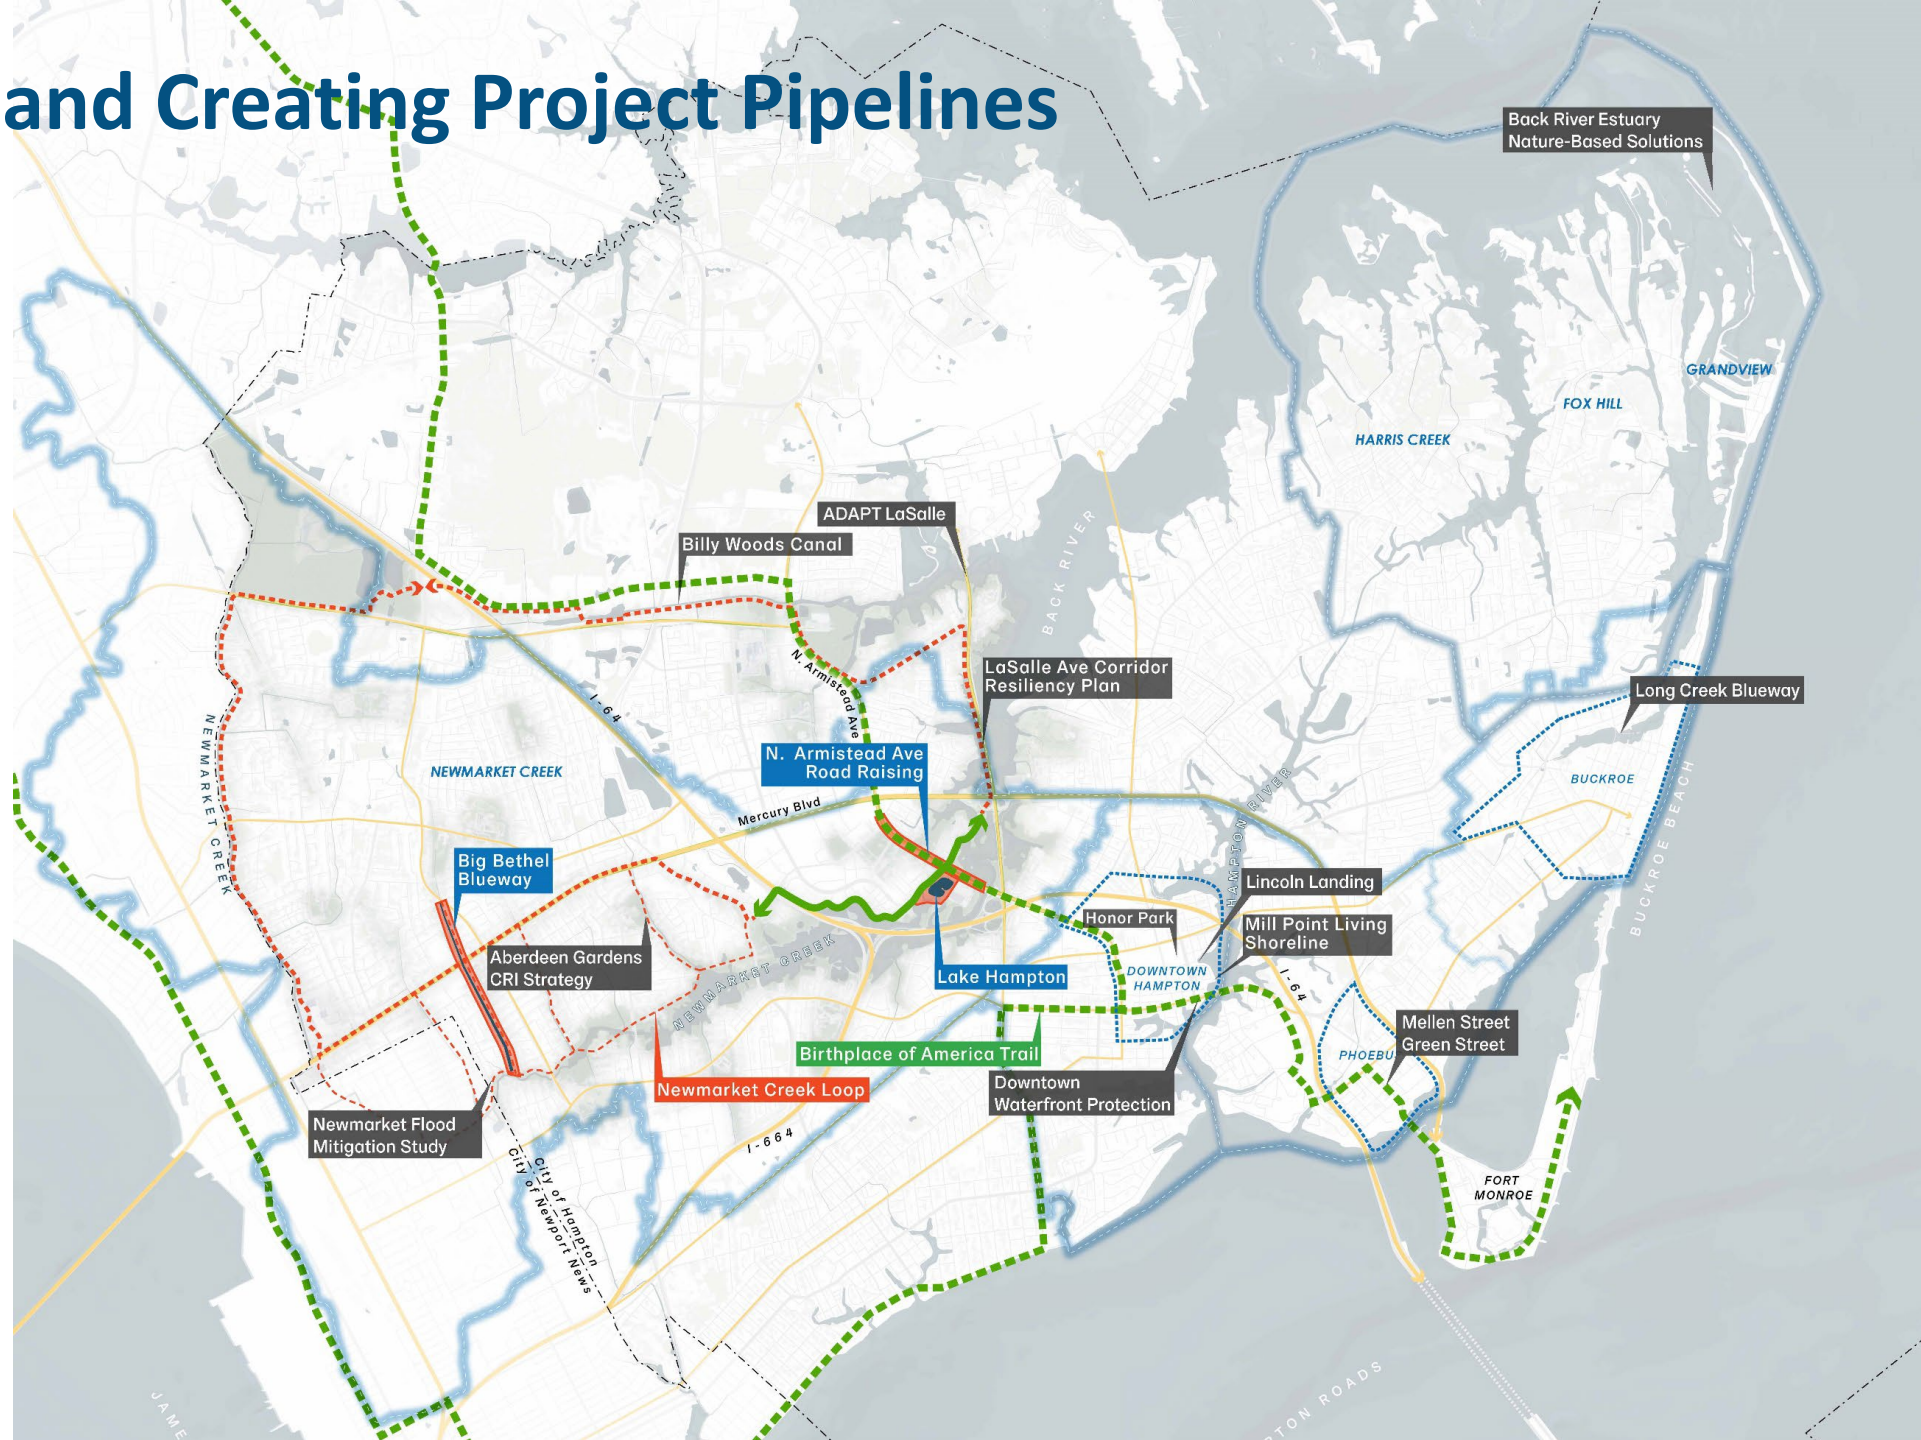 and Creating Project Pipelines
Back River Estuary
Nature-Based Solutions
GRANDVIEW
FOX HILL
HARRIS CREEK
ADAPT LaSalle
Billy Woods Canal
BACK RIVER
N. Armistead Ave
LaSalle Ave Corridor
Resiliency Plan
Long Creek Blueway
I-64
NEWMARKET CREEK
NEWMARKET CREEK
N. Armistead Ave
Road Raising
BUCKROE
BUCKROE BEACH
Mercury Blvd
HAMPTON RIVER
Big Bethel
Blueway
Lincoln Landing
Honor Park
Mill Point Living
Shoreline
Aberdeen Gardens
CRI Strategy
NEWMARKET CREEK
Lake Hampton
DOWNTOWN
HAMPTON
I-64
Mellen Street
Green Street
PHOEBU
Birthplace of America Trail
Newmarket Creek Loop
Downtown
Waterfront Protection
Newmarket Flood
Mitigation Study
I-664
City of Hampton
City of Newport News
FORT
MONROE
JAME
TON ROADS